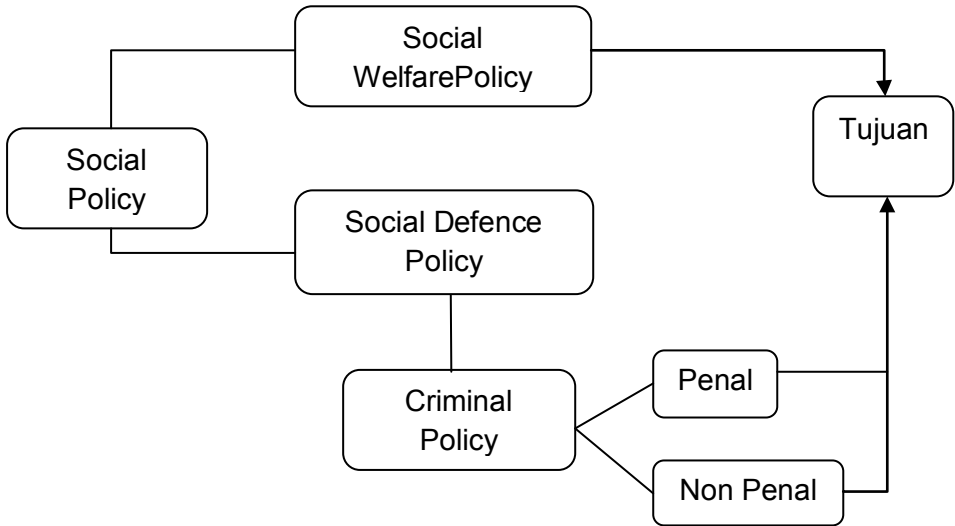 Social
WelfarePolicy
Tujuan
Social
Policy
Social Defence
Policy
Penal
Criminal
Policy
Non Penal